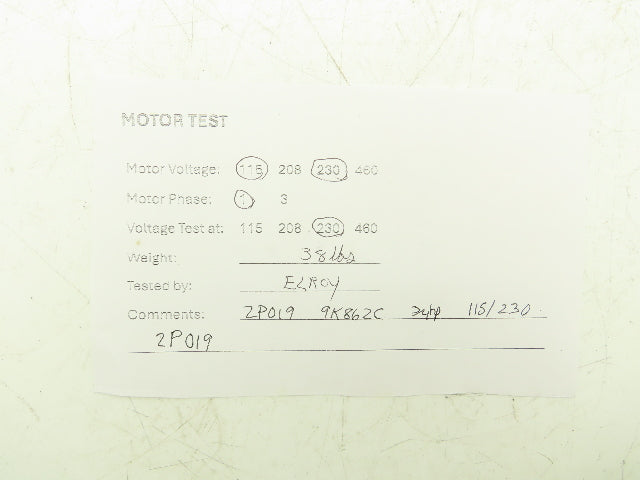 MOTOR TEST
Motor Voltage: 115 208 230 460
Motor Phase: 1 3
Voltage Test at: 115 208 230 460
Weight: 38 lbs
Tested by: ELROY
Comments: 2P019 9K862C 115/230
2P019